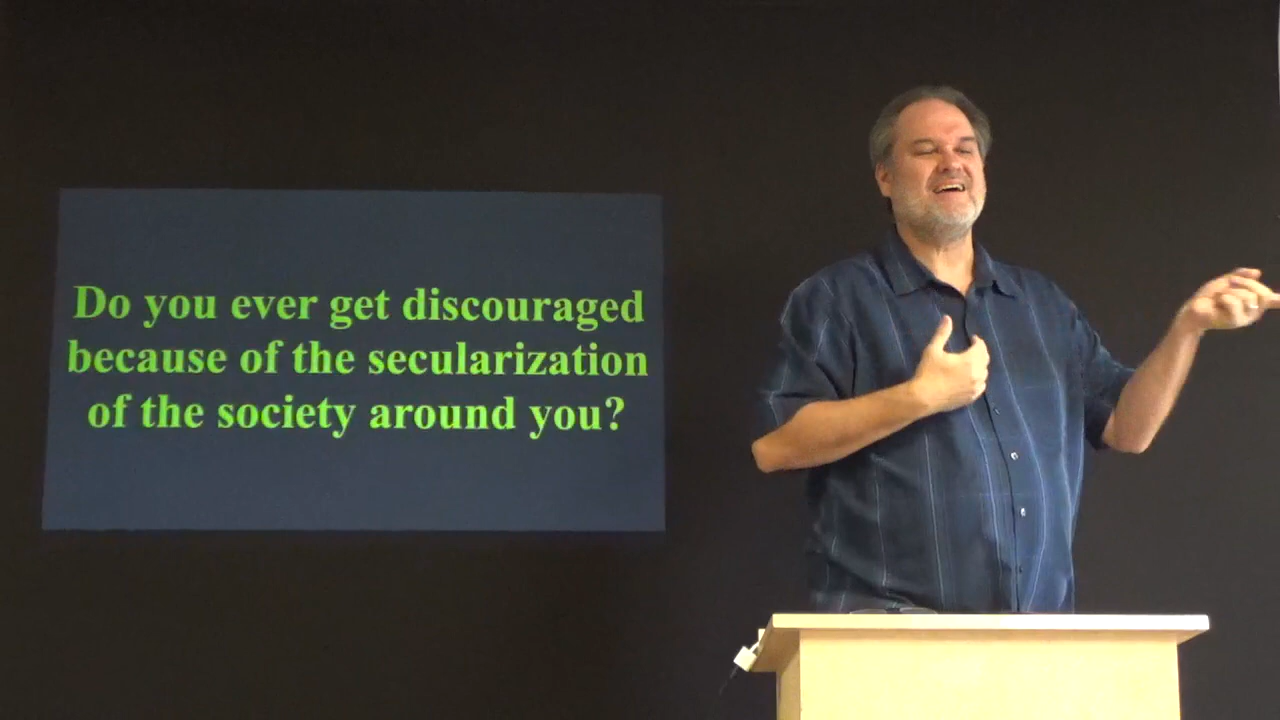 Do you ever get discouraged
because of the secularization
of the society around you?